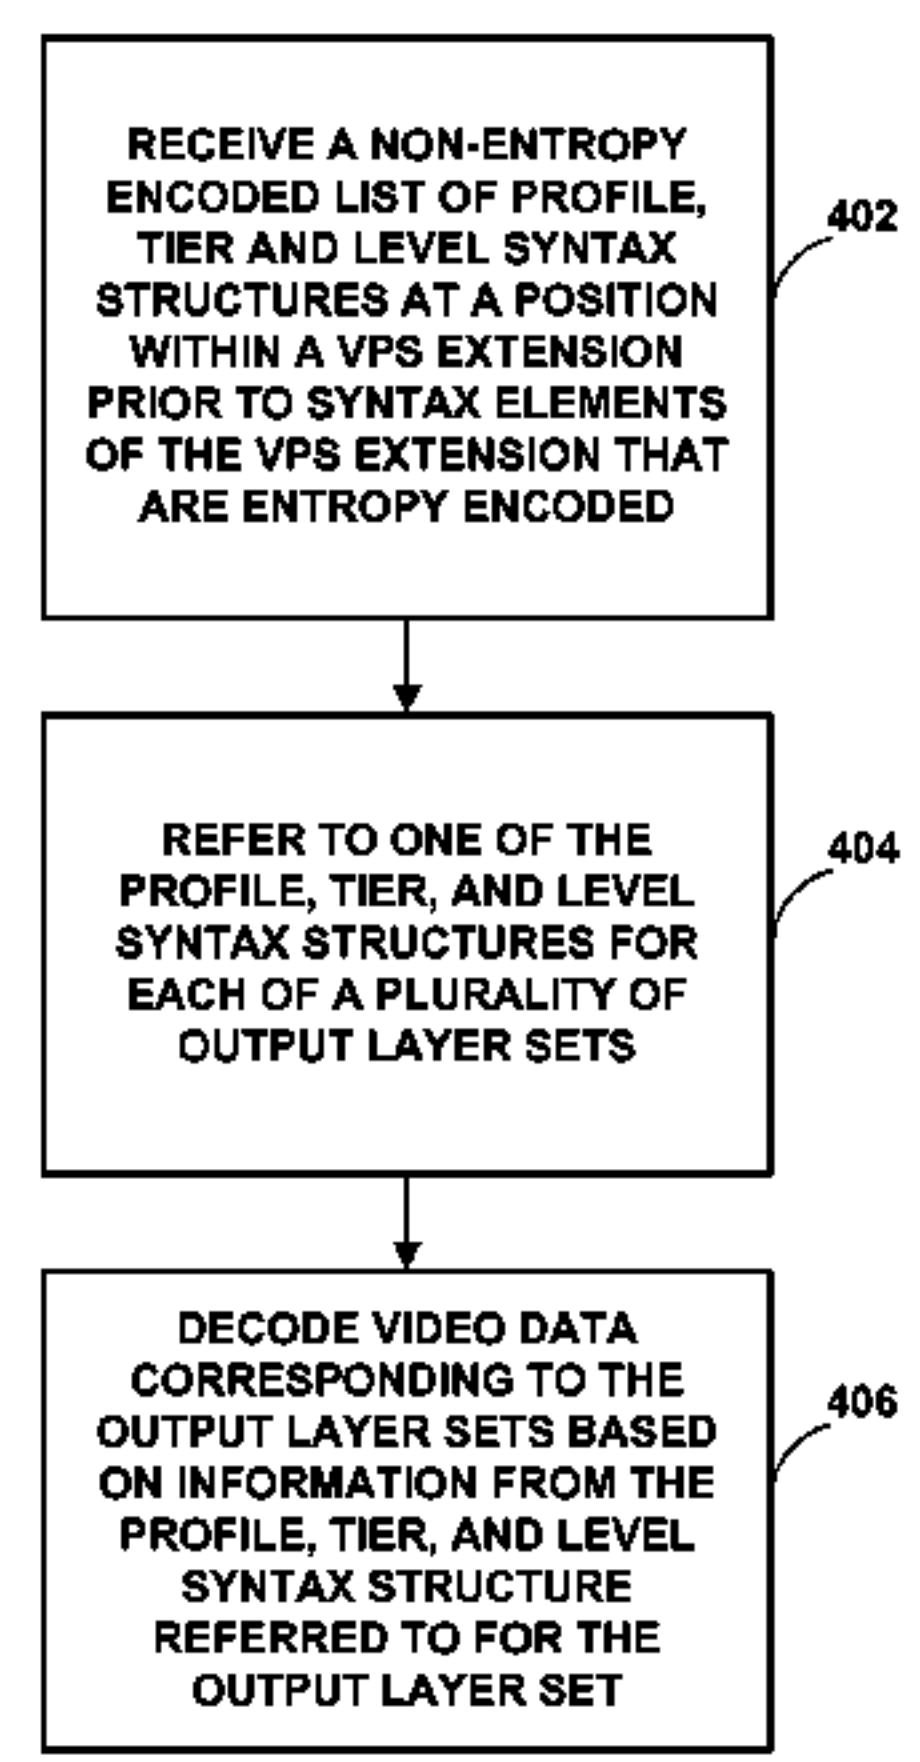 RECEIVE A NON-ENTROPY
ENCODED LIST OF PROFILE,
TIER AND LEVEL SYNTAX
STRUCTURES AT A POSITION
WITHIN A VPS EXTENSION
PRIOR TO SYNTAX ELEMENTS
OF THE VPS EXTENSION THAT
ARE ENTROPY ENCODED
402
REFER TO ONE OF THE
PROFILE, TIER, AND LEVEL
SYNTAX STRUCTURES FOR
EACH OF A PLURALITY OF
OUTPUT LAYER SETS
404
DECODE VIDEO DATA
CORRESPONDING TO THE
OUTPUT LAYER SETS BASED
ON INFORMATION FROM THE
PROFILE, TIER, AND LEVEL
SYNTAX STRUCTURE
REFERRED TO FOR THE
OUTPUT LAYER SET
406